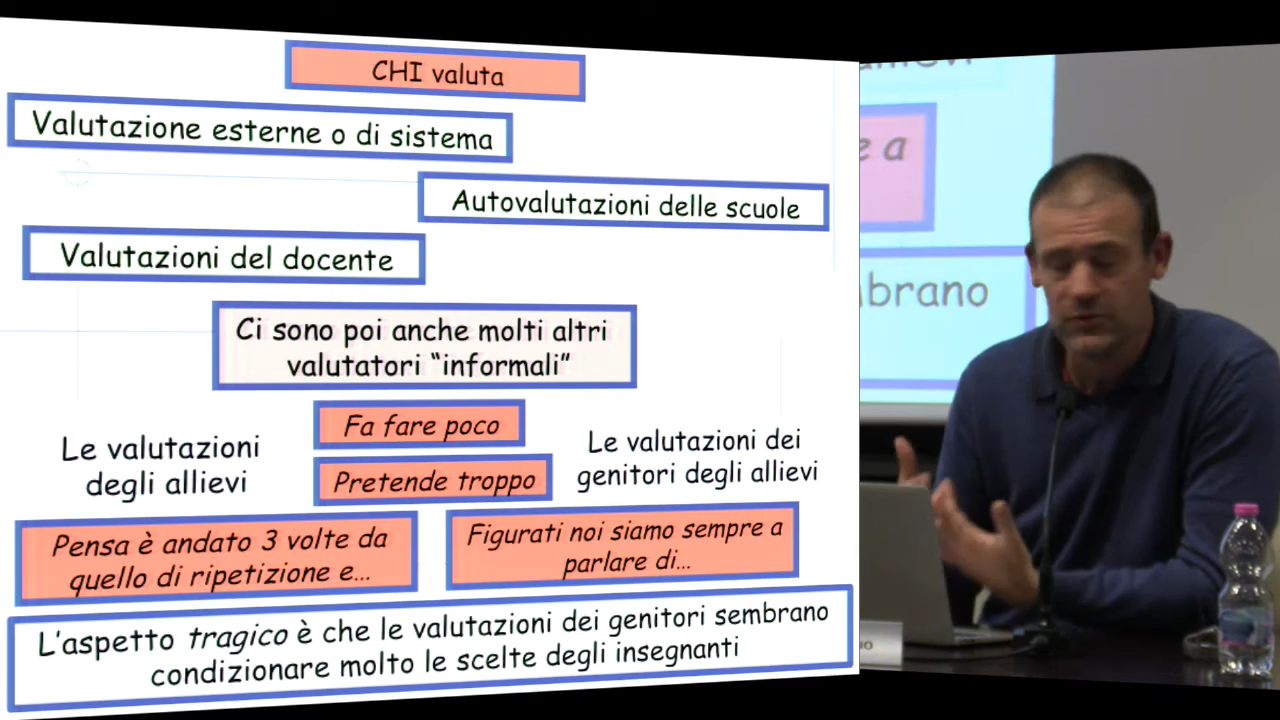 CHI valuta
Valutazione esterne o di sistema
Autovalutazioni delle scuole
Valutazioni del docente
Ci sono poi anche molti altri
valutatori “informali”
Fa fare poco
Pretende troppo
Le valutazioni
degli allievi
Le valutazioni dei
genitori degli allievi
Pensa è andato 3 volte da
quello di ripetizione e...
Figurati noi siamo sempre a
parlare di...
L'aspetto tragico è che le valutazioni dei genitori sembrano
condizionare molto le scelte degli insegnanti
e a
brano